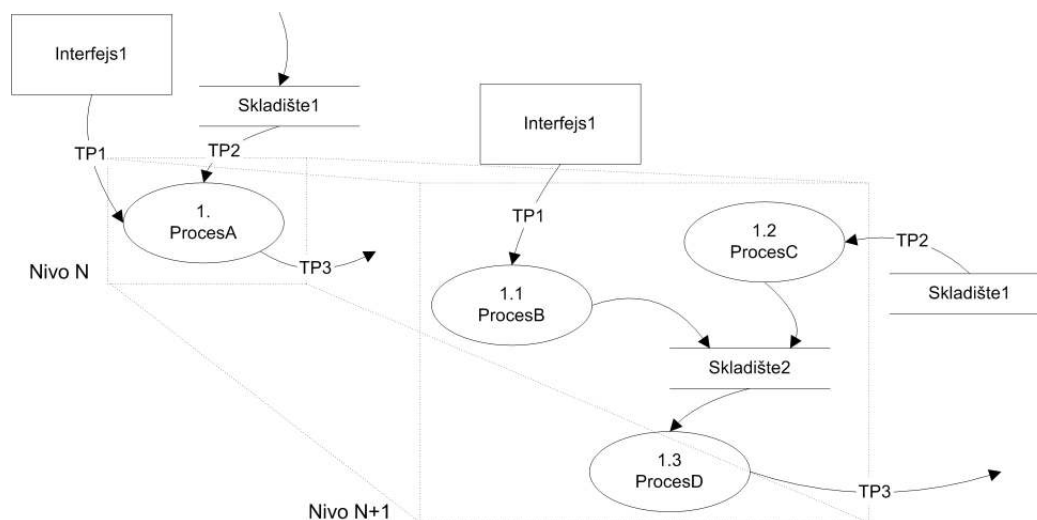 Interfejs1
Skladište1
TP1
TP2
1.
ProcesA
TP3
Nivo N
Interfejs1
TP1
1.2
ProcesC
TP2
Skladište1
1.1
ProcesB
Skladište2
1.3
ProcesD
TP3
Nivo N+1